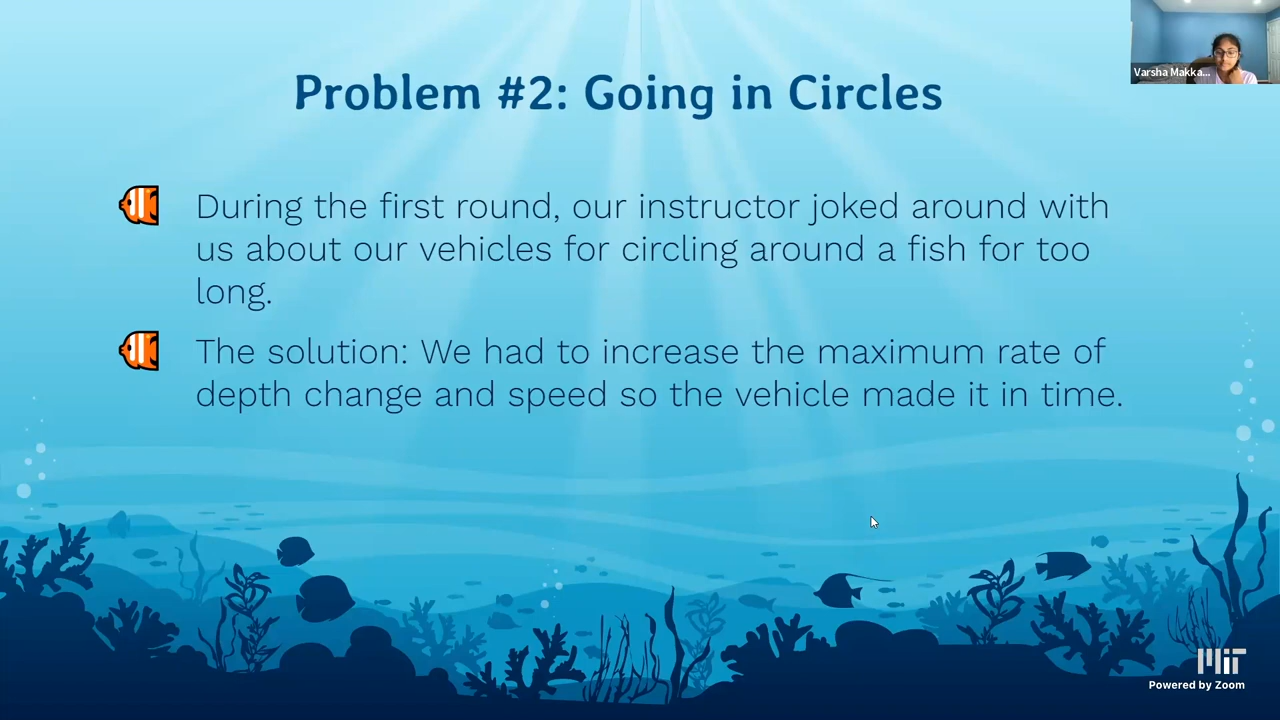 Varsha Makka...
Problem #2: Going in Circles
During the first round, our instructor joked around with
us about our vehicles for circling around a fish for too
long.
The solution: We had to increase the maximum rate of
depth change and speed so the vehicle made it in time.
MIT
Powered by Zoom